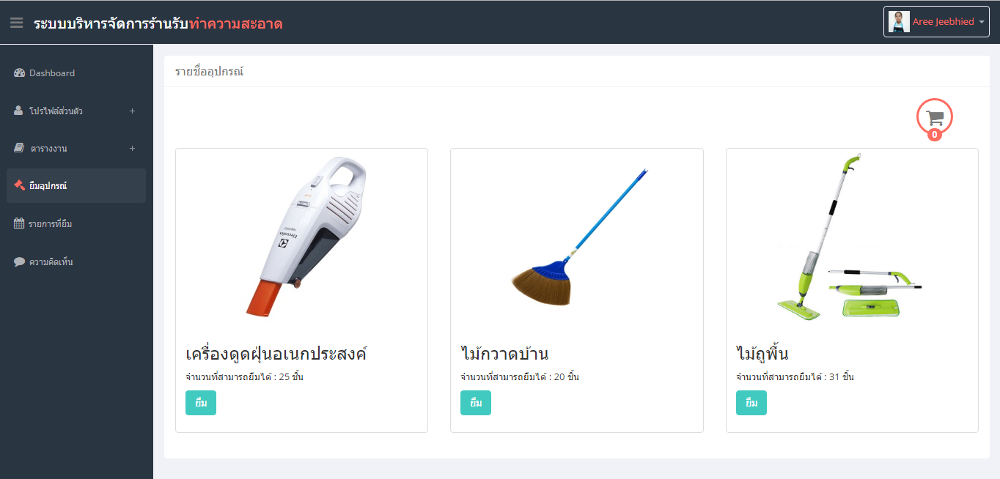 ระบบบริหารจัดการร้านรับทำความสะอาด
Aree Jeebhied
Dashboard
โปรไฟล์ส่วนตัว +
ตารางงาน +
ยืมอุปกรณ์
รายการที่ยืม
ความคิดเห็น
รายชื่ออุปกรณ์
0
Electrolux
เครื่องดูดฝุ่นอเนกประสงค์
จำนวนที่สามารถยืมได้ : 25 ชิ้น
ยืม
ไม้กวาดบ้าน
จำนวนที่สามารถยืมได้ : 20 ชิ้น
ยืม
ไม้ถูพื้น
จำนวนที่สามารถยืมได้ : 31 ชิ้น
ยืม